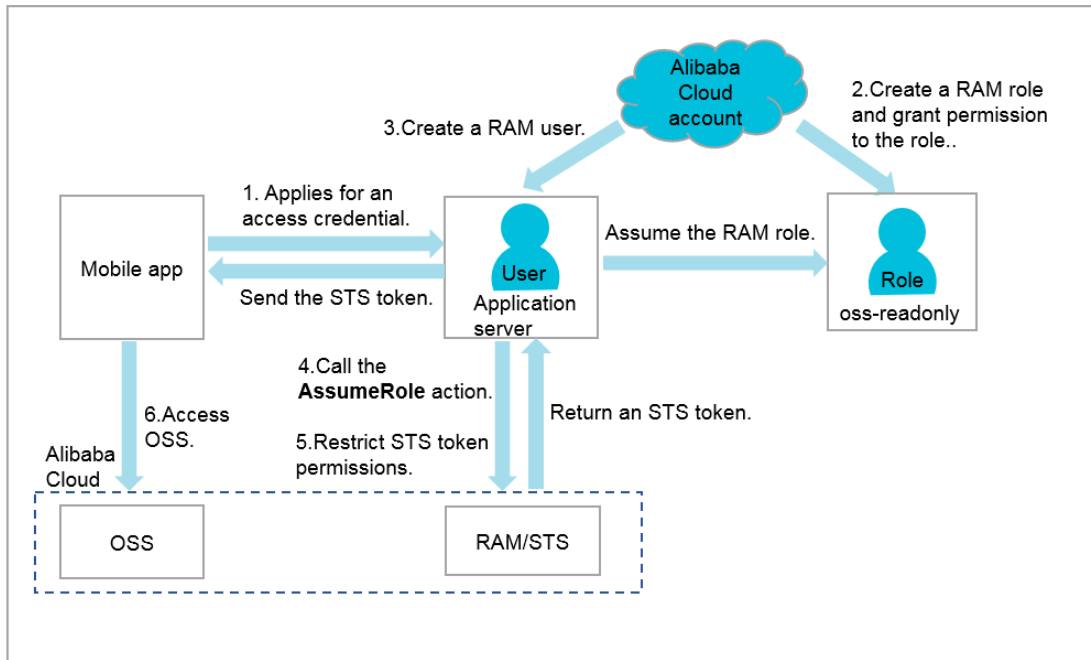 Alibaba
Cloud
account
2.Create a RAM role
and grant permission
to the role..
3.Create a RAM user.
1. Applies for an
access credential.
Mobile app
User
Application
server
Assume the RAM role.
Role
oss-readonly
Send the STS token.
4.Call the
AssumeRole action.
Return an STS token.
5.Restrict STS token
permissions.
6.Access
OSS.
Alibaba
Cloud
OSS
RAM/STS